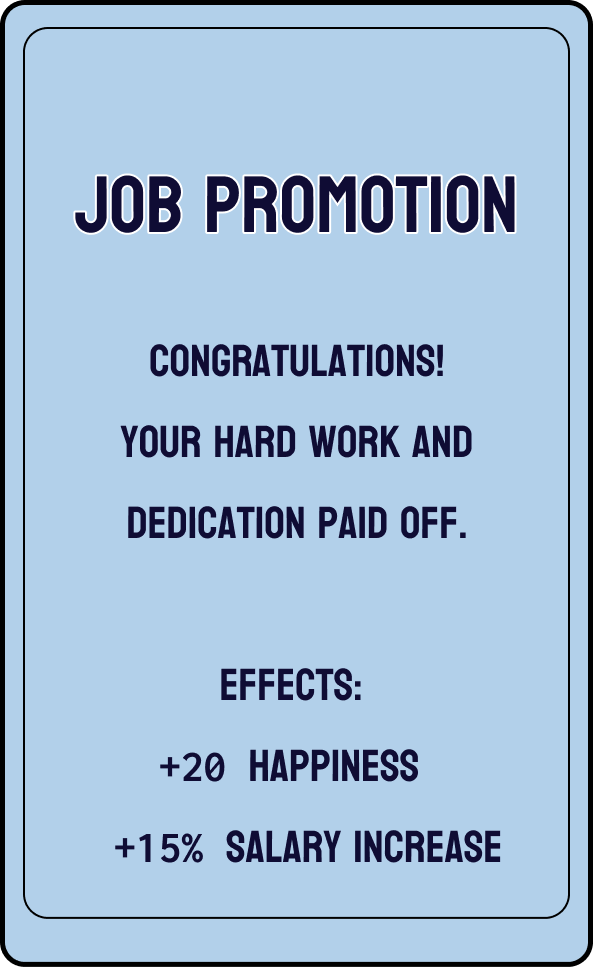 JOB PROMOTION
CONGRATULATIONS!
YOUR HARD WORK AND
DEDICATION PAID OFF.
EFFECTS:
+20 HAPPINESS
+15% SALARY INCREASE